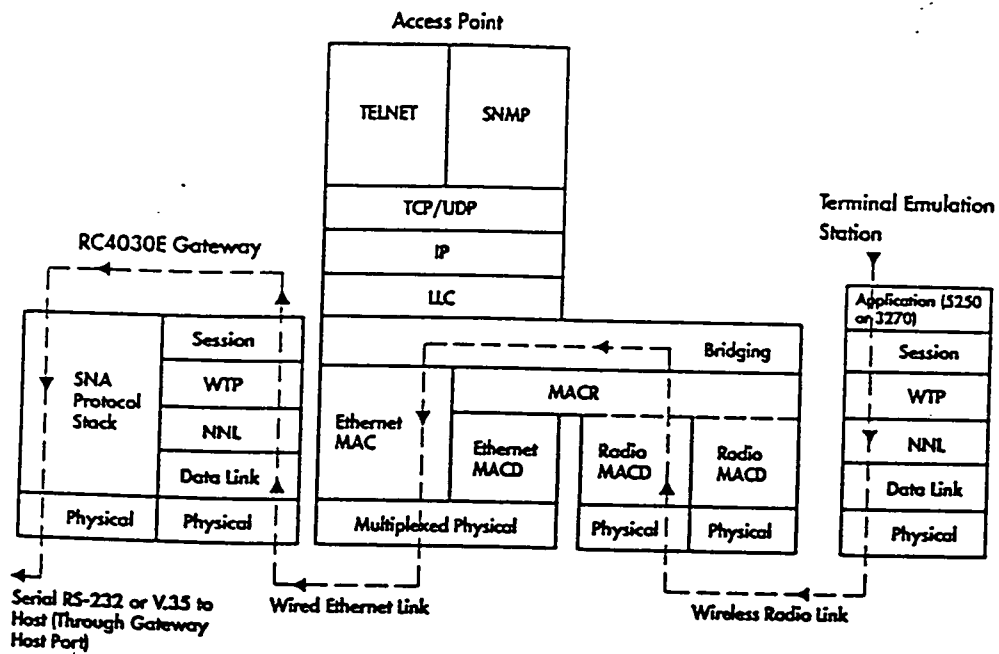 Access Point
TELNET
SNMP
TCP/UDP
IP
LLC
Bridging
MACR
Ethernet
MAC
Ethernet
MACD
Radio
MACD
Radio
MACD
Multiplexed Physical
Physical
Physical
RC4030E Gateway
SNA
Protocol
Stack
Session
WTP
NNL
Data Link
Physical
Physical
Serial RS-232 or V.35 to
Host (Through Gateway
Host Port)
Wired Ethernet Link
Wireless Radio Link
Terminal Emulation
Station
Application (5250
or 3270)
Session
WTP
NNL
Data Link
Physical